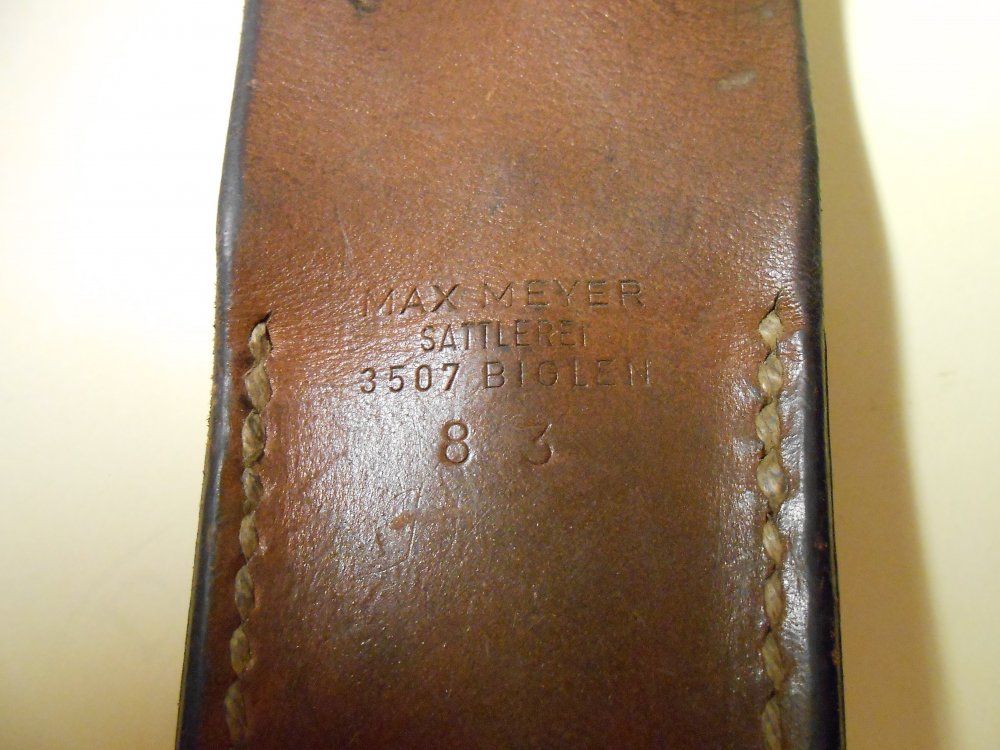 MAX MEYER
SATTLEREI
3507 BIGLEN
8 3